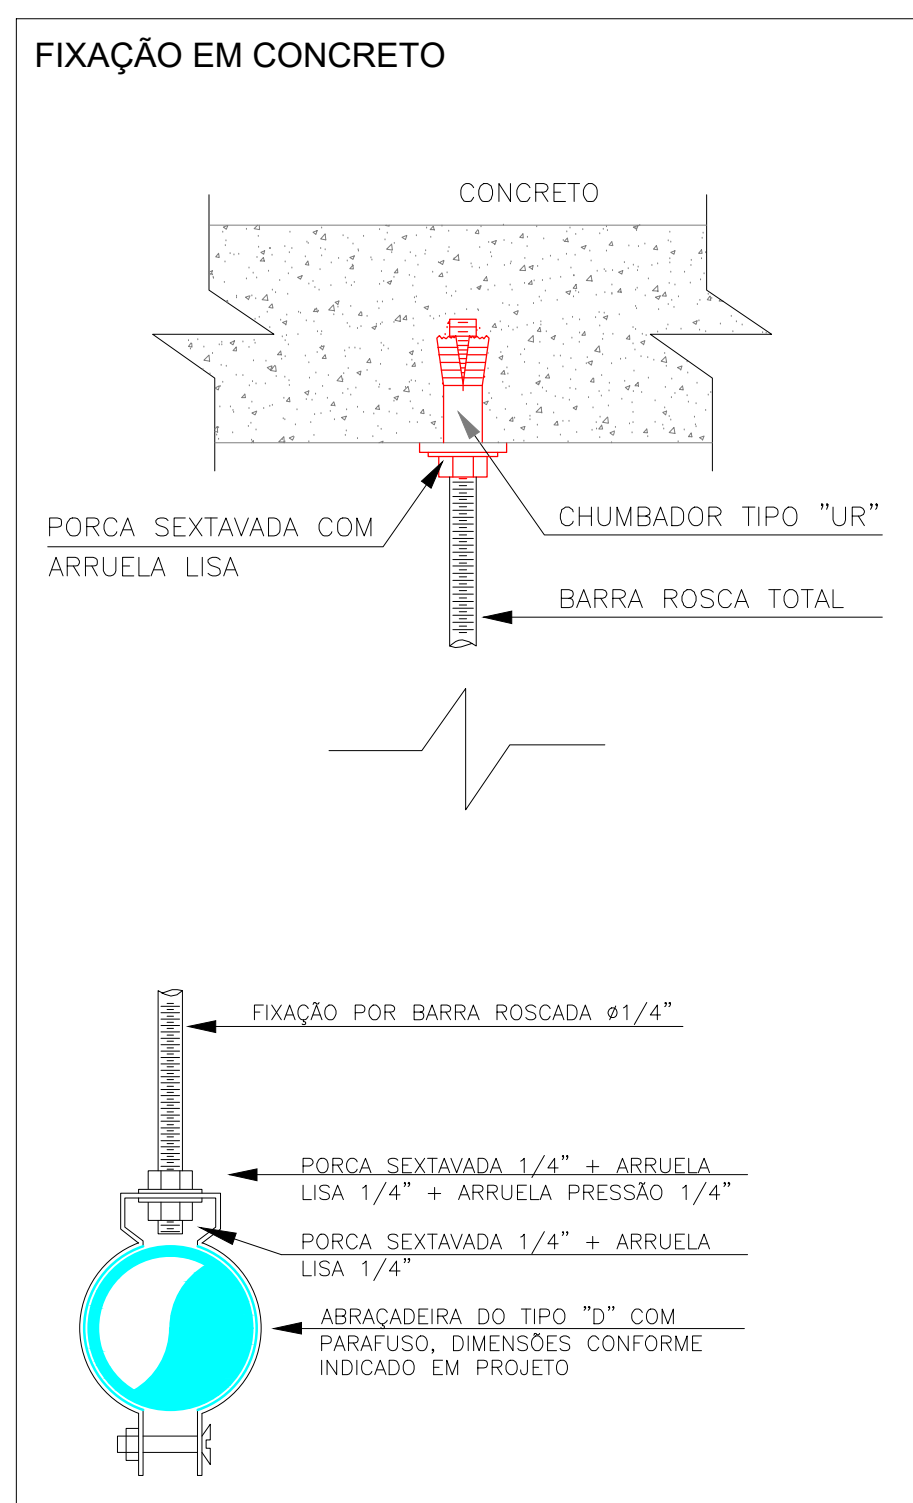 FIXAÇÃO EM CONCRETO
CONCRETO
PORCA SEXTAVADA COM
ARRUELA LISA
CHUMBADOR TIPO "UR"
BARRA ROSCA TOTAL
FIXAÇÃO POR BARRA ROSCADA ø1/4"
PORCA SEXTAVADA 1/4" + ARRUELA
LISA 1/4" + ARRUELA PRESSÃO 1/4"
PORCA SEXTAVADA 1/4" + ARRUELA
LISA 1/4"
ABRAÇADEIRA DO TIPO "D" COM
PARAFUSO, DIMENSÕES CONFORME
INDICADO EM PROJETO